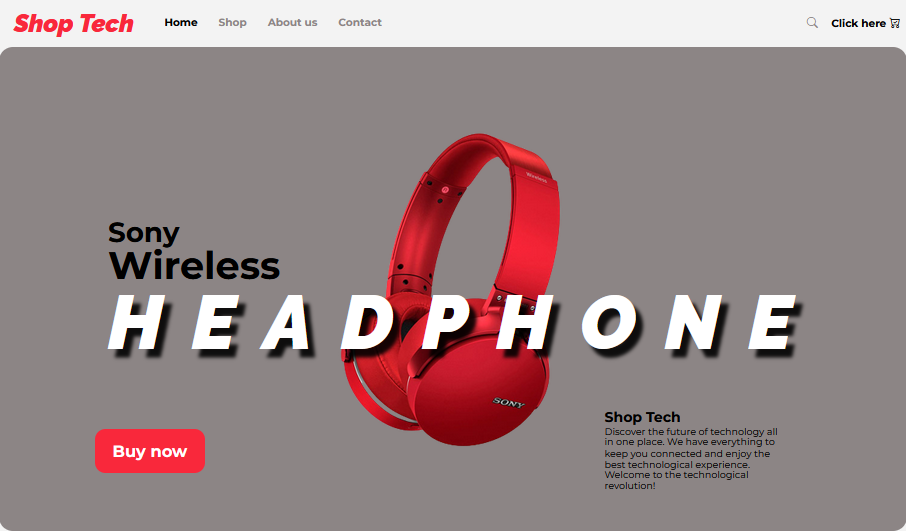 Shop Tech Home Shop About us Contact Click here
Wireless
Sony
Wireless
HEADPHONE
SONY
Buy now
Shop Tech
Discover the future of technology all
in one place. We have everything to
keep you connected and enjoy the
best technological experience.
Welcome to the technological
revolution!